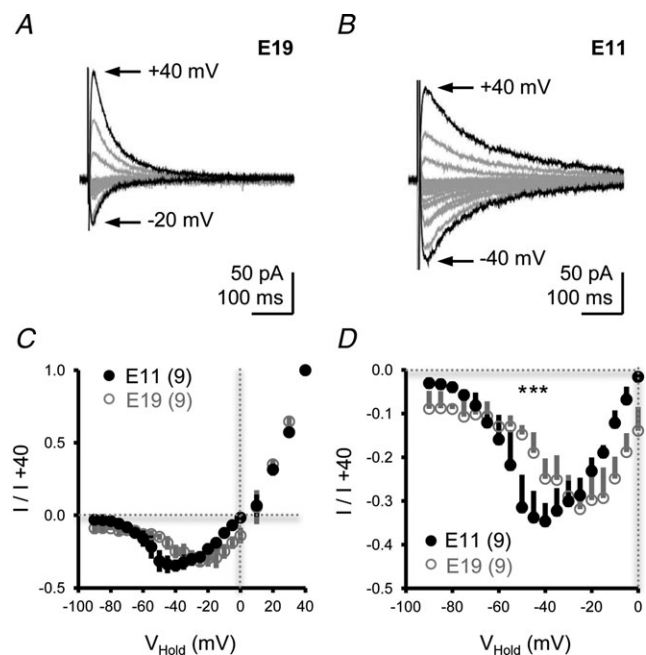 A
E19
+40 mV
-20 mV
50 pA
100 ms
B
E11
+40 mV
-40 mV
50 pA
100 ms
C
1.0
0.5
0.0
-0.5
I / I +40
E11 (9)
E19 (9)
-100 -80 -60 -40 -20 0 20 40
V_Hold (mV)
D
0.0
-0.1
-0.2
-0.3
-0.4
-0.5
I / I +40
***
E11 (9)
E19 (9)
-100 -80 -60 -40 -20 0
V_Hold (mV)